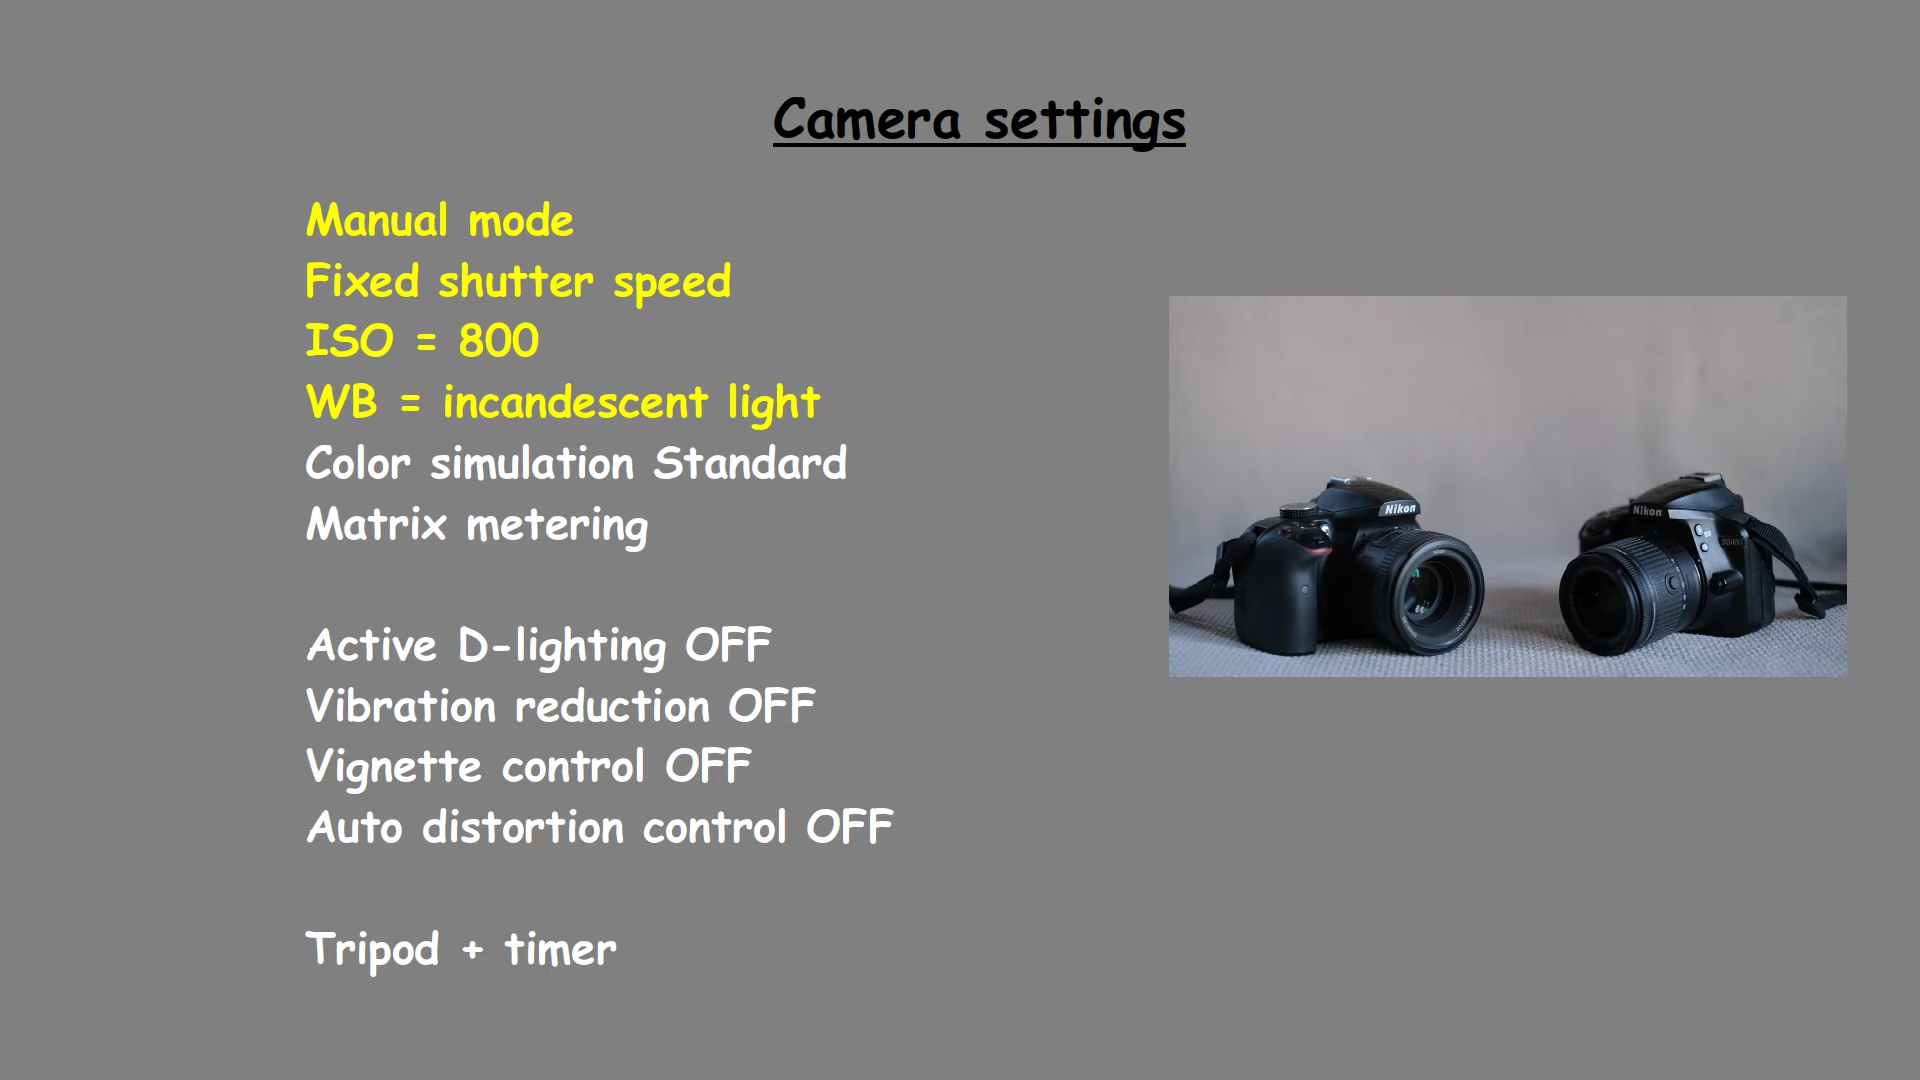 Camera settings
Manual mode
Fixed shutter speed
ISO = 800
WB = incandescent light
Color simulation Standard
Matrix metering
Active D-lighting OFF
Vibration reduction OFF
Vignette control OFF
Auto distortion control OFF
Tripod + timer
Nikon
Nikon